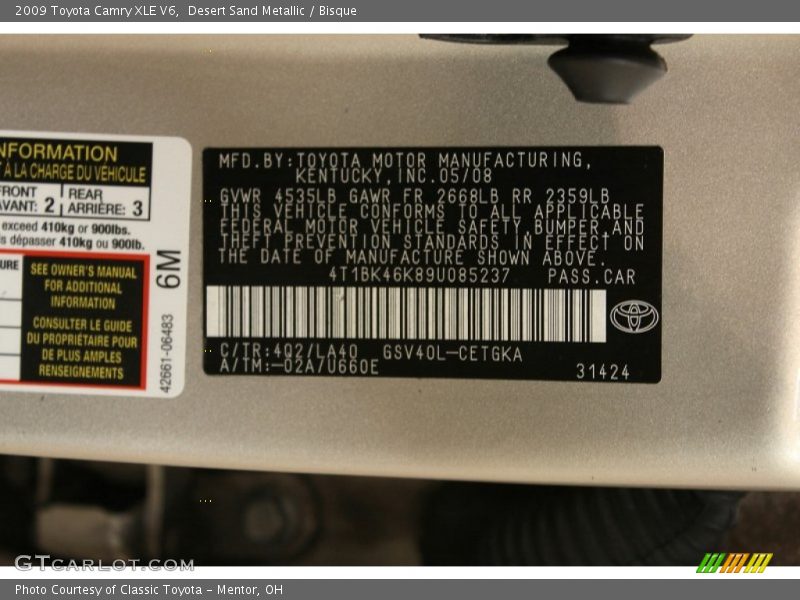 2009 Toyota Camry XLE V6, Desert Sand Metallic / Bisque
NFORMATION
T À LA CHARGE DU VÉHICULE
FRONT
AVANT: 2
REAR
ARRIÈRE: 3
exceed 410kg or 900lbs.
s dépasser 410kg ou 900lb.
URE
SEE OWNER'S MANUAL
FOR ADDITIONAL
INFORMATION
CONSULTER LE GUIDE
DU PROPRIÉTAIRE POUR
DE PLUS AMPLES
RENSEIGNEMENTS
6M
42661-06483
MFD.BY:TOYOTA MOTOR MANUFACTURING,
KENTUCKY,INC.05/08
GVWR 4535LB GAWR FR 2668LB RR 2359LB
THIS VEHICLE CONFORMS TO ALL APPLICABLE
FEDERAL MOTOR VEHICLE SAFETY,BUMPER,AND
THEFT PREVENTION STANDARDS IN EFFECT ON
THE DATE OF MANUFACTURE SHOWN ABOVE.
4T1BK46K89U085237 PASS.CAR
C/TR:4Q2/LA40 GSV40L-CETGKA
A/TM:-02A/U660E
31424
GTCARLOT.COM
Photo Courtesy of Classic Toyota - Mentor, OH